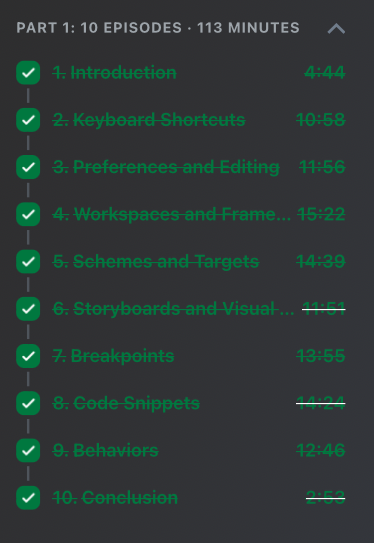 PART 1: 10 EPISODES · 113 MINUTES
1. Introduction 4:44
2. Keyboard Shortcuts 10:58
3. Preferences and Editing 11:56
4. Workspaces and Frame... 15:22
5. Schemes and Targets 14:39
6. Storyboards and Visual ... 11:51
7. Breakpoints 13:55
8. Code Snippets 14:24
9. Behaviors 12:46
10. Conclusion 2:53